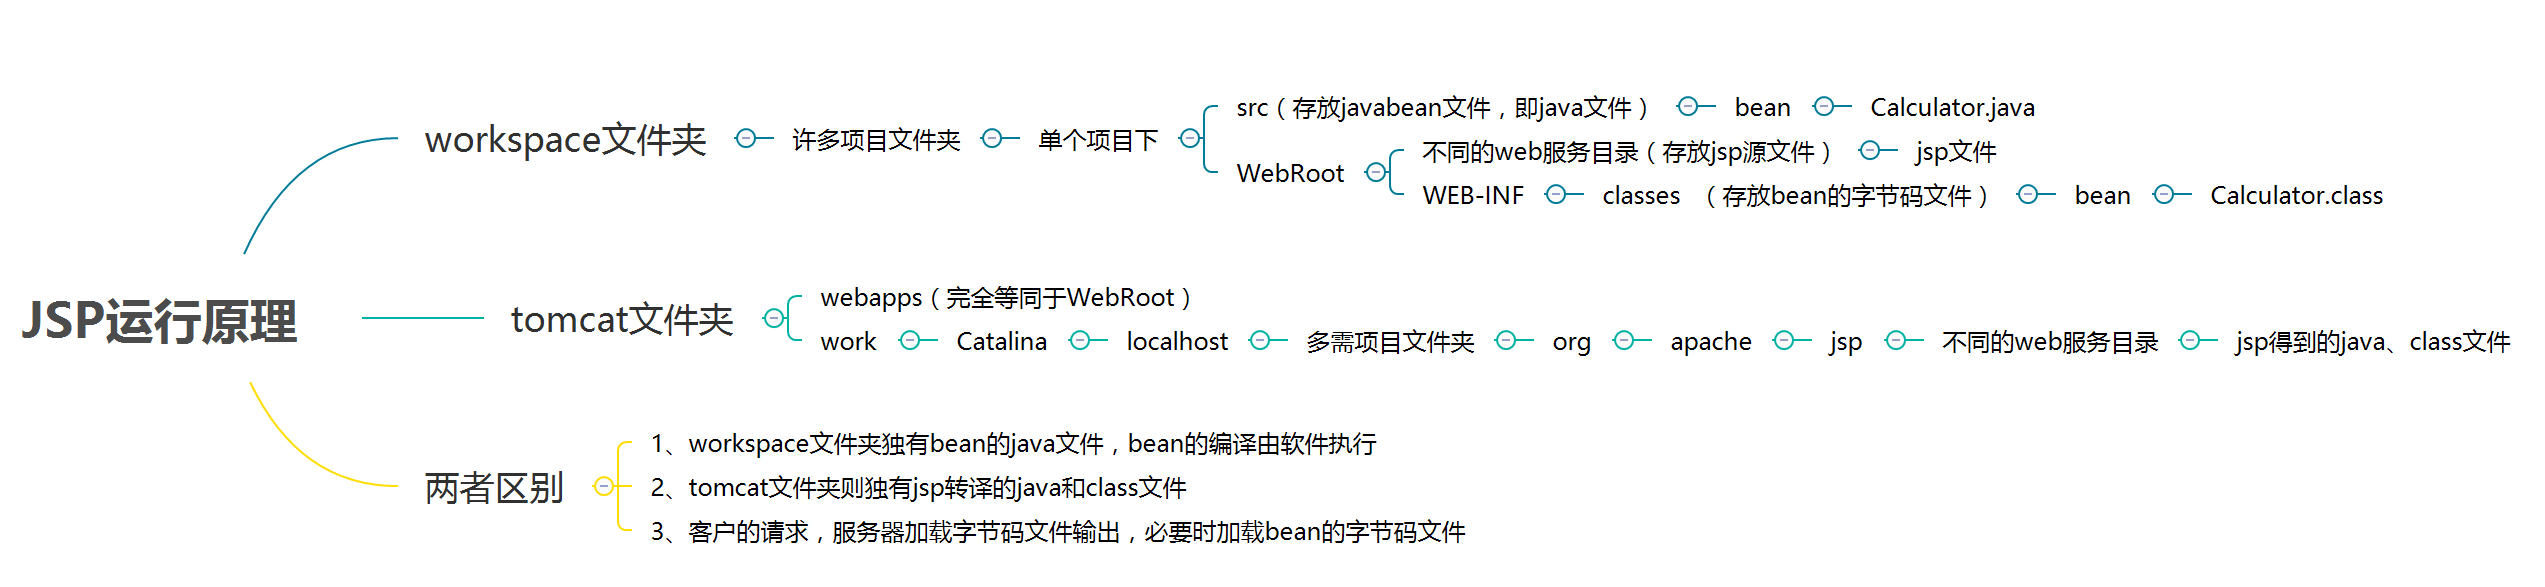 JSP运行原理
workspace文件夹
许多项目文件夹
单个项目下
src（存放javabean文件，即java文件）
bean
Calculator.java
WebRoot
不同的web服务目录（存放jsp源文件）
jsp文件
WEB-INF
classes （存放bean的字节码文件）
bean
Calculator.class
tomcat文件夹
webapps（完全等同于WebRoot）
work
Catalina
localhost
多需项目文件夹
org
apache
jsp
不同的web服务目录
jsp得到的java、class文件
两者区别
1、workspace文件夹独有bean的java文件，bean的编译由软件执行
2、tomcat文件夹则独有jsp转译的java和class文件
3、客户的请求，服务器加载字节码文件输出，必要时加载bean的字节码文件